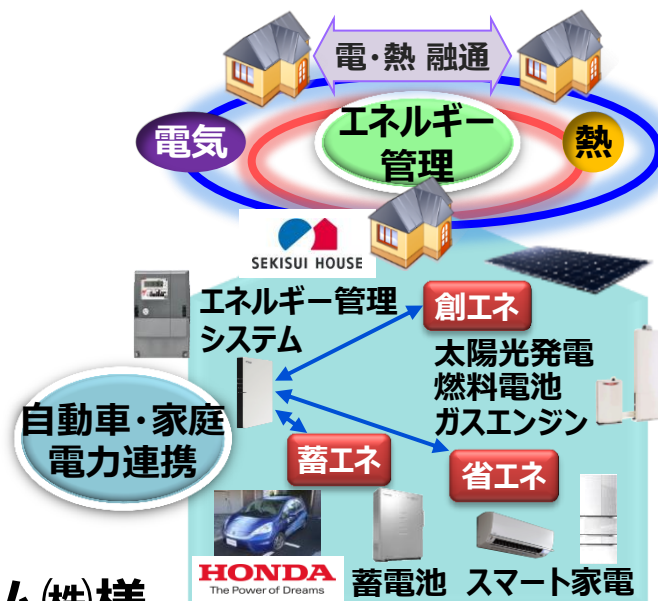 電・熱 融通
電気
エネルギー
管理
熱
SEKISUI HOUSE
エネルギー管理
システム
創エネ
太陽光発電
燃料電池
ガスエンジン
自動車・家庭
電力連携
蓄エネ
省エネ
HONDA
The Power of Dreams
蓄電池
スマート家電
ム㈱様